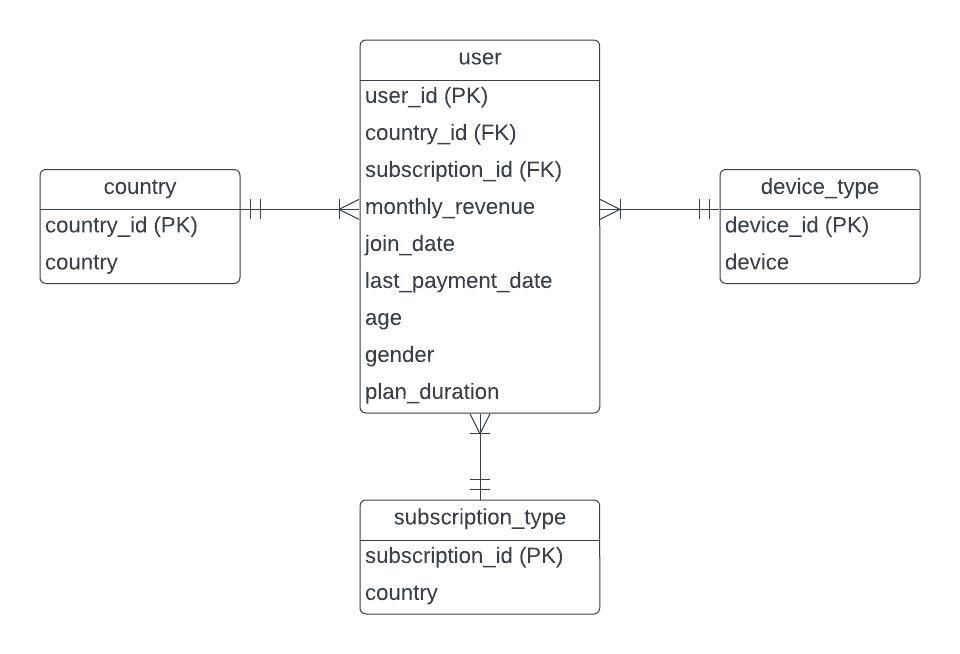 user
user_id (PK)
country_id (FK)
subscription_id (FK)
monthly_revenue
join_date
last_payment_date
age
gender
plan_duration
country
country_id (PK)
country
device_type
device_id (PK)
device
subscription_type
subscription_id (PK)
country